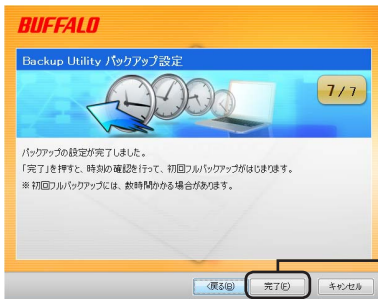 BUFFALO
Backup Utility バックアップ設定
7/7
バックアップの設定が完了しました。
「完了」を押すと、時刻の確認を行って、初回フルバックアップがはじまります。
※初回フルバックアップには、数時間かかる場合があります。
<戻る(B)
完了(F)
キャンセル